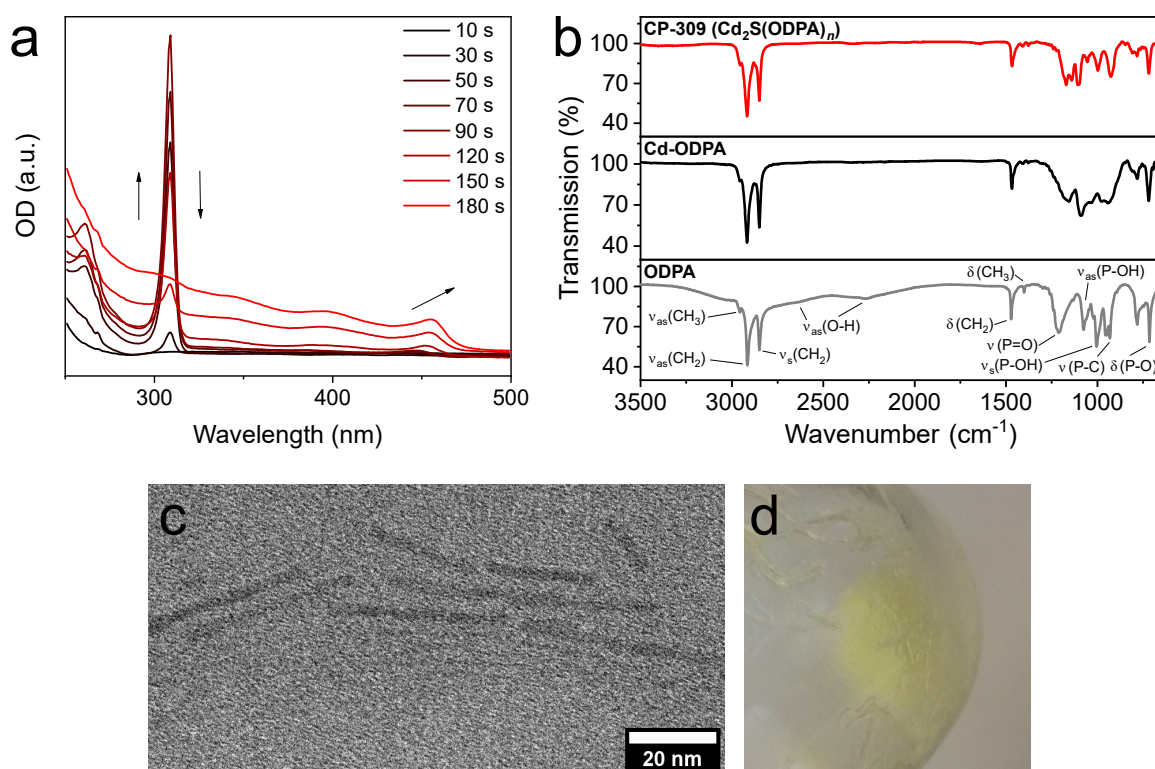 a
10 s
30 s
50 s
70 s
90 s
120 s
150 s
180 s
OD (a.u.)
300
400
500
Wavelength (nm)
b
CP-309 (Cd₂S(ODPA)ₙ)
100
70
40
Cd-ODPA
100
70
40
ODPA
100
70
40
δ(CH₃)
νas(P-OH)
νas(CH₃)
νas(O-H)
δ(CH₂)
ν(P=O)
νas(CH₂)
νs(CH₂)
νs(P-OH)
ν(P-C)
δ(P-O)
Transmission (%)
3500
3000
2500
2000
1500
1000
Wavenumber (cm⁻¹)
c
20 nm
d